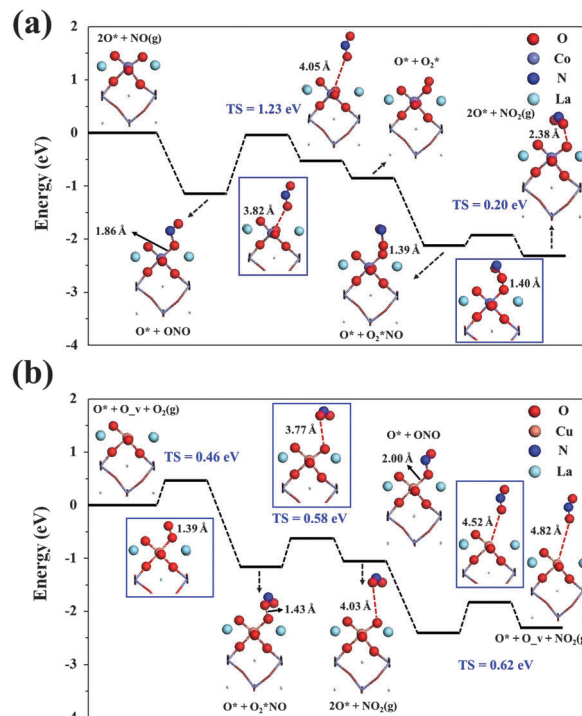 (a)
2
1
0
-1
-2
-3
-4
Energy (eV)
2O* + NO(g)
4.05 Å
O* + O₂*
O
Co
N
La
TS = 1.23 eV
2O* + NO₂(g)
2.38 Å
TS = 0.20 eV
1.86 Å
3.82 Å
1.39 Å
1.40 Å
O* + ONO
O* + O₂*NO
(b)
2
1
0
-1
-2
-3
4
Energy (eV)
O* + O_v + O₂(g)
3.77 Å
O* + ONO
O
Cu
N
La
TS = 0.46 eV
2.00 Å
TS = 0.58 eV
1.39 Å
4.52 Å
4.82 Å
1.43 Å
4.03 Å
O* + O_v + NO₂(g)
O* + O₂*NO
2O* + NO₂(g)
TS = 0.62 eV